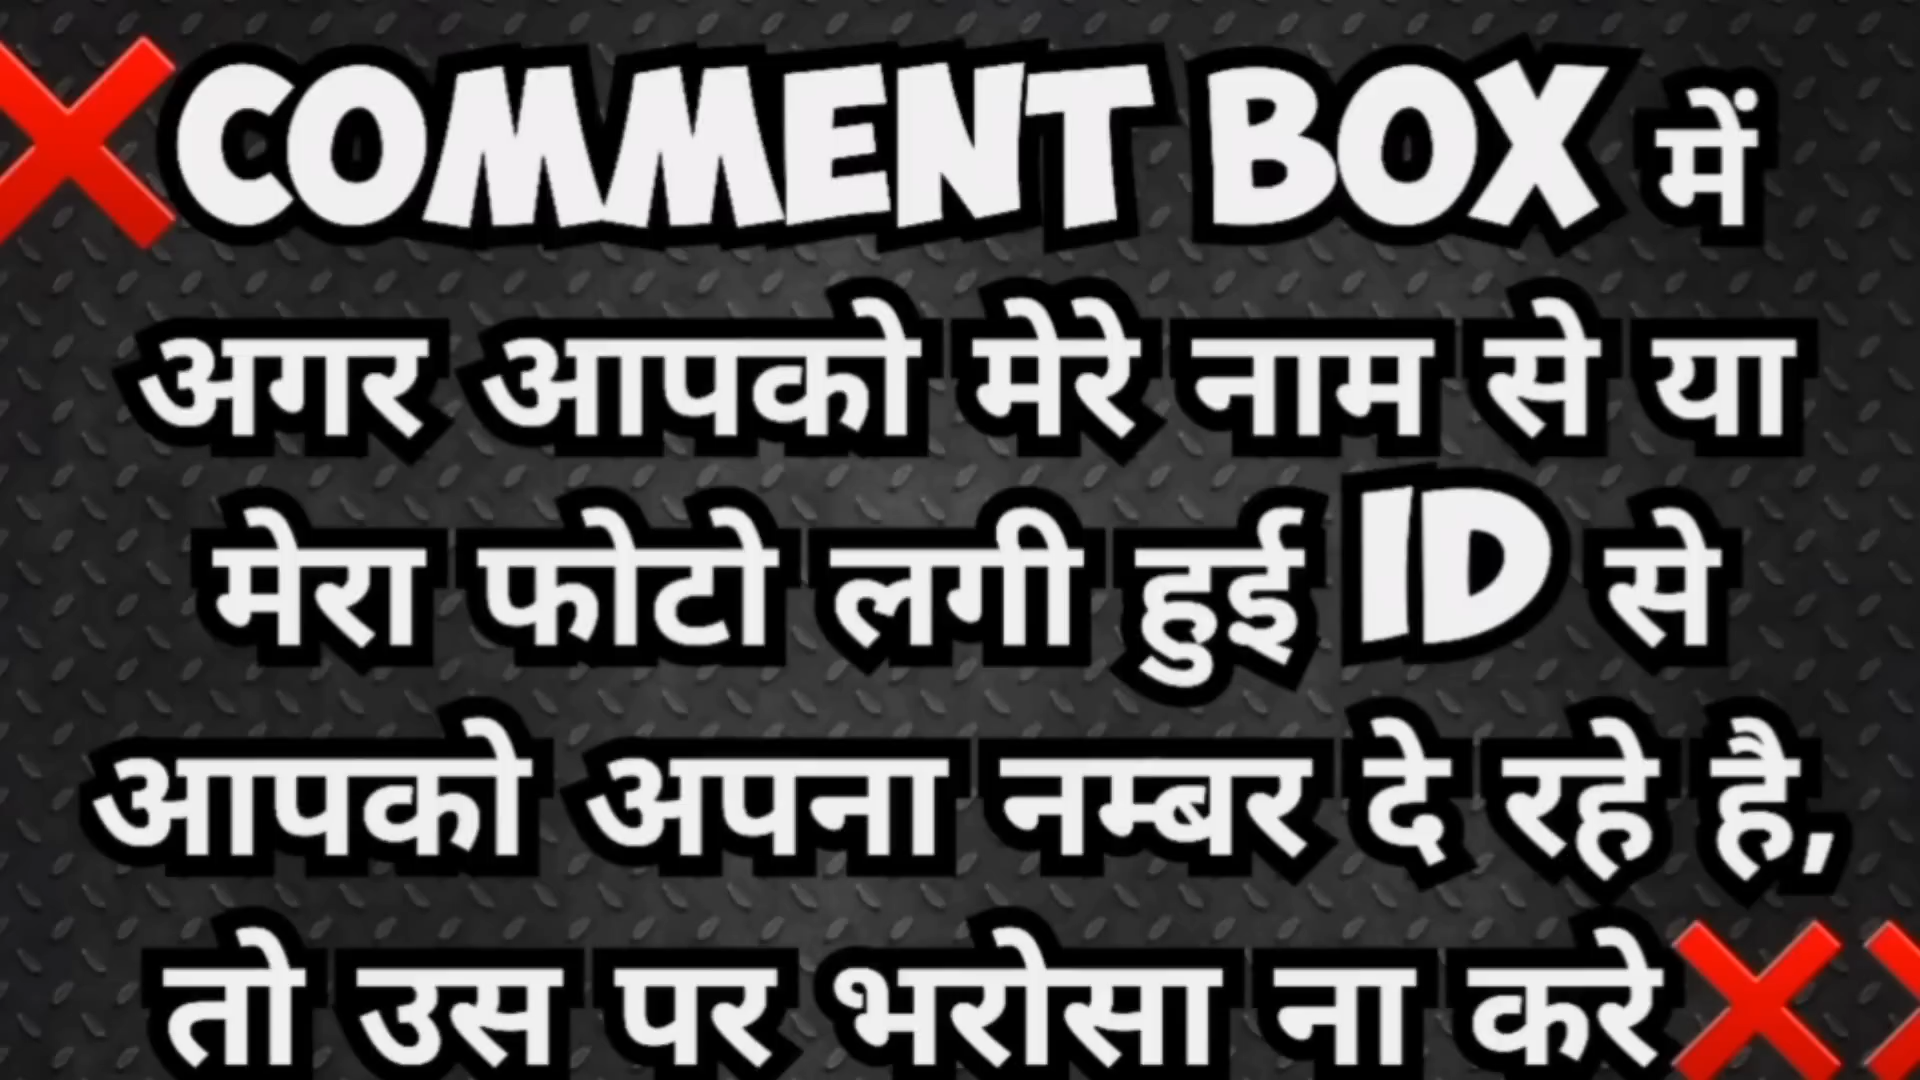 ❌COMMENT BOX में
अगर आपको मेरे नाम से या
मेरा फोटो लगी हुई ID से
आपको अपना नम्बर दे रहे है,
तो उस पर भरोसा ना करे❌❌